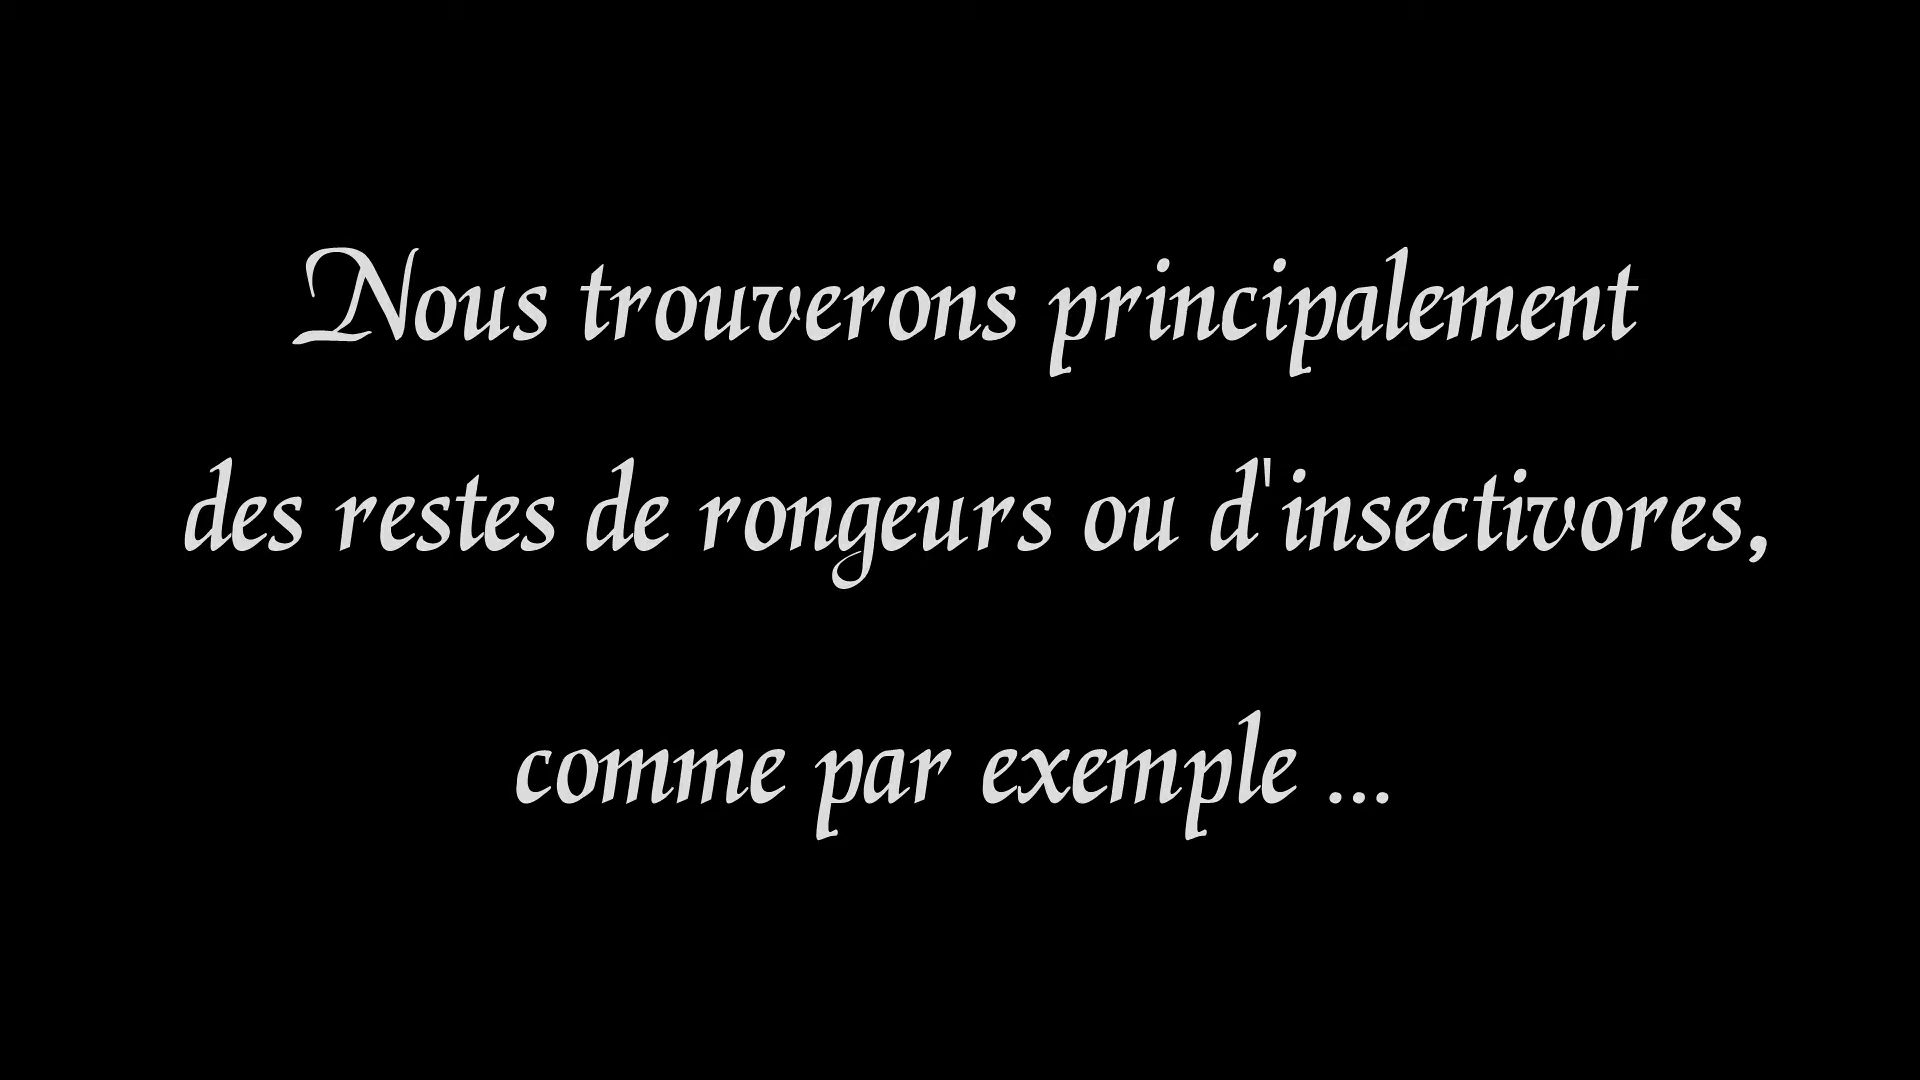 Nous trouverons principalement
des restes de rongeurs ou d'insectivores,
comme par exemple ...